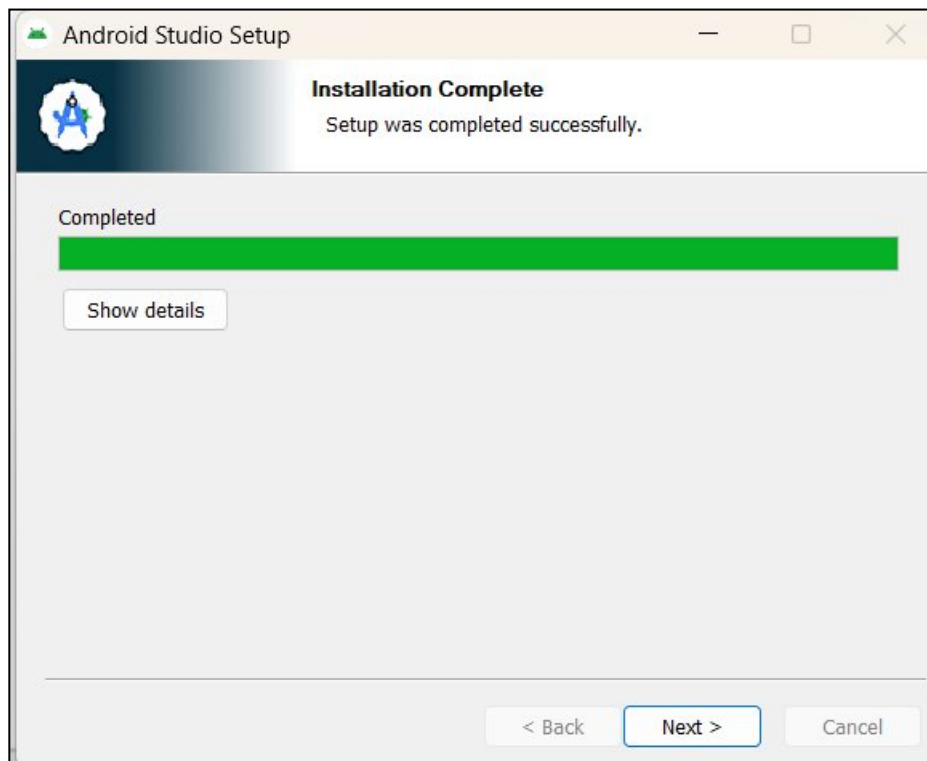 Android Studio Setup
Installation Complete
Setup was completed successfully.
Completed
Show details
< Back
Next >
Cancel